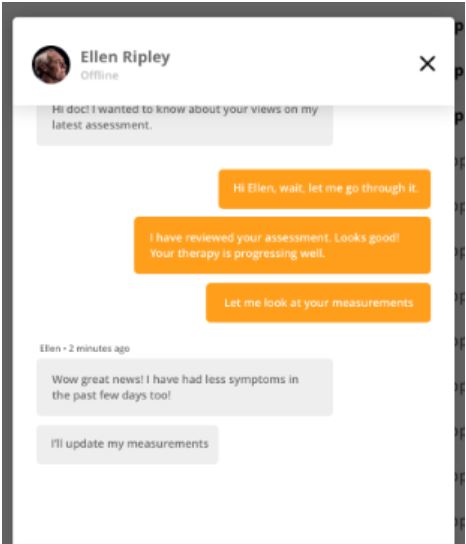 Ellen Ripley
Offline
Hi doc! I wanted to know about your views on my
latest assessment.
Hi Ellen, wait, let me go through it.
I have reviewed your assessment. Looks good!
Your therapy is progressing well.
Let me look at your measurements
Ellen • 2 minutes ago
Wow great news! I have had less symptoms in
the past few days too!
I'll update my measurements